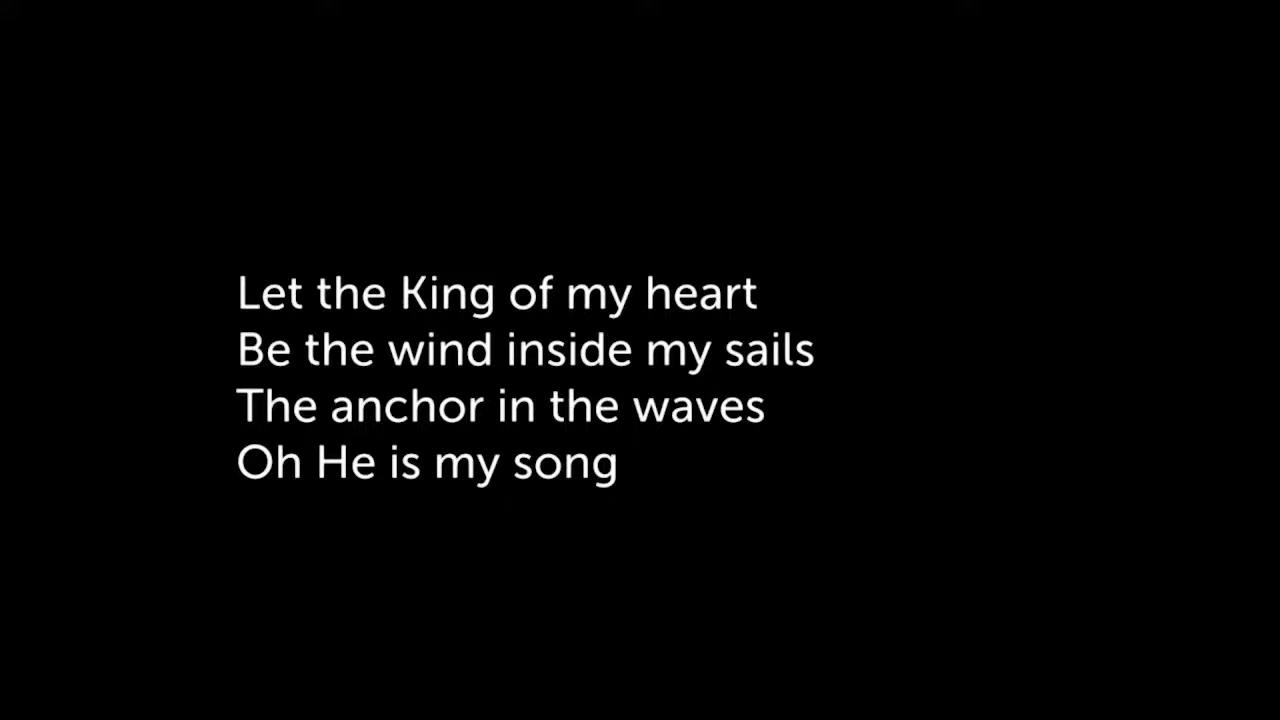 Let the King of my heart
Be the wind inside my sails
The anchor in the waves
Oh He is my song